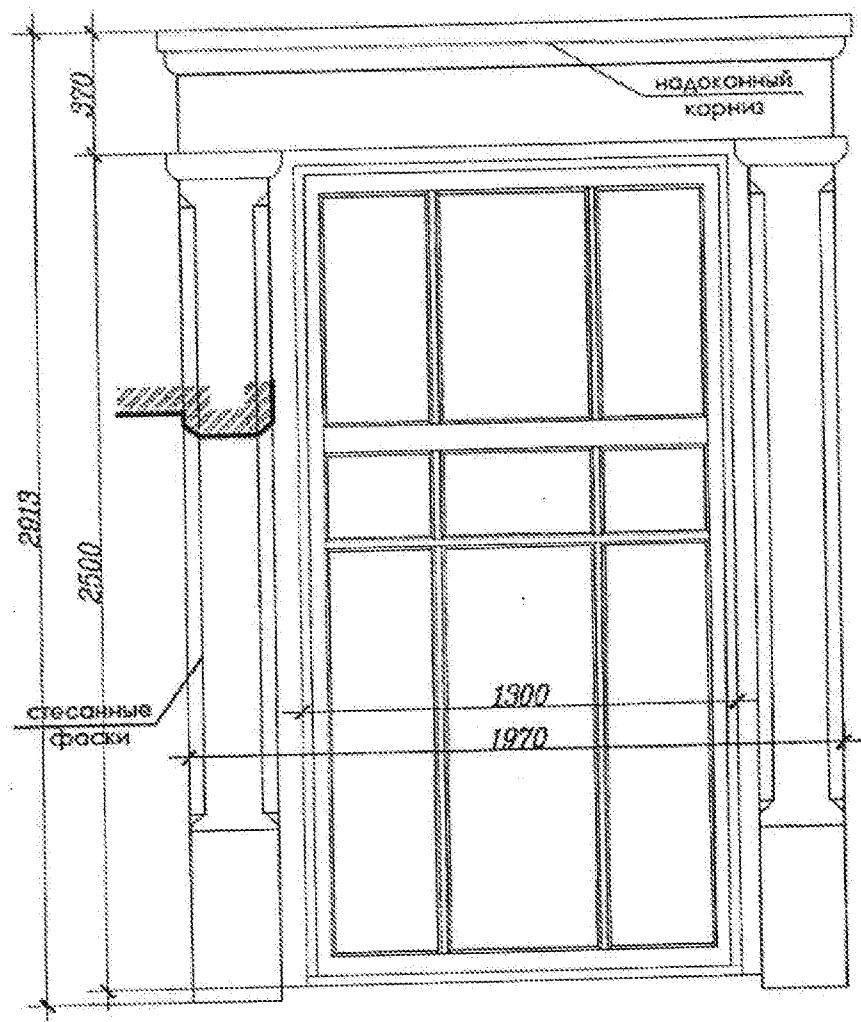 надоконный
карниз
370
2913
2500
1300
1970
стесанные
фаски